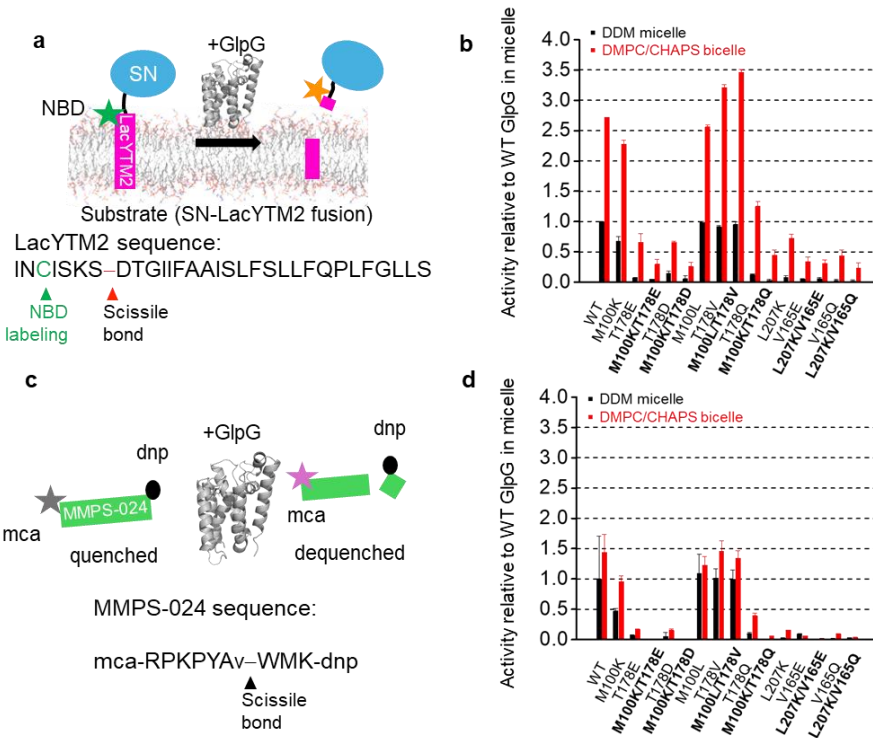 a
+GlpG
SN
NBD
LacYTM2
Substrate (SN-LacYTM2 fusion)
LacYTM2 sequence:
INCISKS–DTGIIFAAISLFSLLFQPLFGLLS
NBD
labeling
Scissile
bond
b
DDM micelle
DMPC/CHAPS bicelle
Activity relative to WT GlpG in micelle
4.0
3.5
3.0
2.5
2.0
1.5
1.0
0.5
0.0
WT
M100K
T178E
M100K/T178E
T178D
M100K/T178D
M100L
T178V
M100L/T178V
T178Q
M100K/T178Q
L207K
V165E
L207K/V165E
V165Q
L207K/V165Q
c
+GlpG
dnp
dnp
MMPS-024
mca
mca
quenched
dequenched
MMPS-024 sequence:
mca-RPKPYAv–WMK-dnp
Scissile
bond
d
DDM micelle
DMPC/CHAPS bicelle
Activity relative to WT GlpG in micelle
4.0
3.5
3.0
2.5
2.0
1.5
1.0
0.5
0.0
WT
M100K
T178E
M100K/T178E
T178D
M100K/T178D
M100L
T178V
M100L/T178V
T178Q
M100K/T178Q
L207K
V165E
L207K/V165E
V165Q
L207K/V165Q